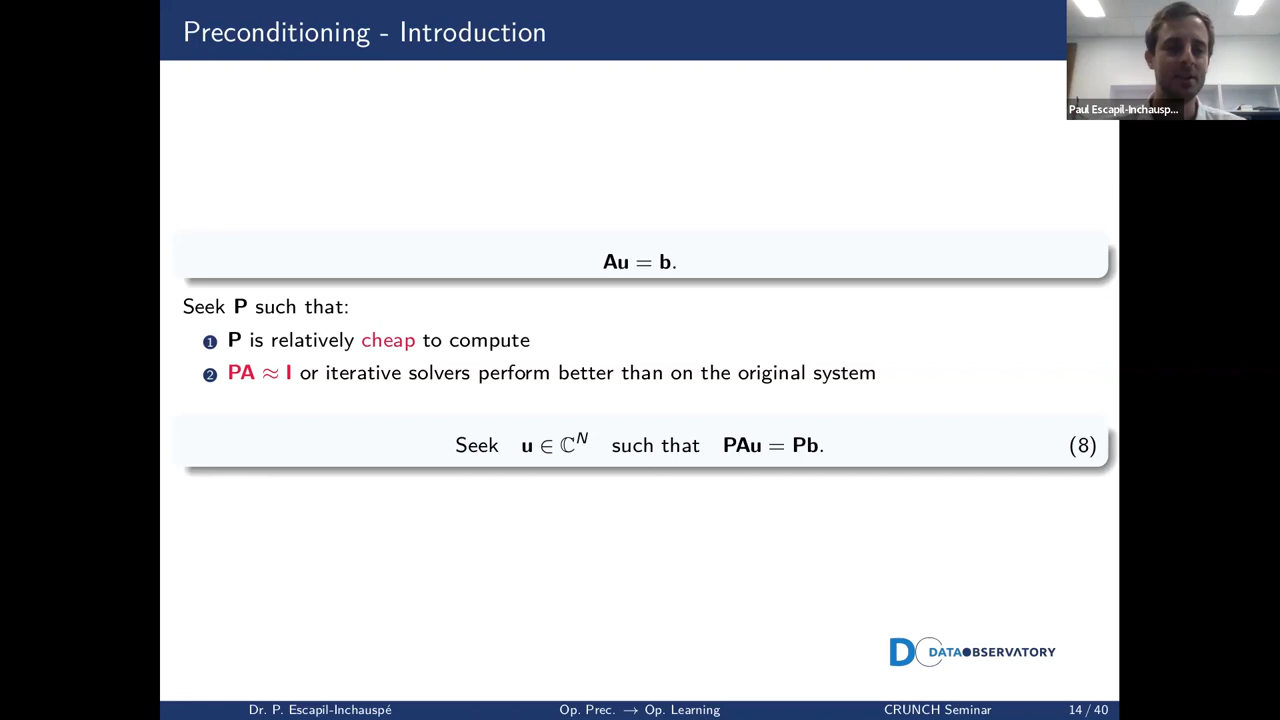 Preconditioning - Introduction
Paul Escapil-Inchausp...
Au = b.
Seek P such that:
1 P is relatively cheap to compute
2 PA ≈ I or iterative solvers perform better than on the original system
Seek u ∈ ℂᴺ such that PAu = Pb. (8)
DATAOBSERVATORY
Dr. P. Escapil-Inchauspé Op. Prec. → Op. Learning CRUNCH Seminar 14 / 40